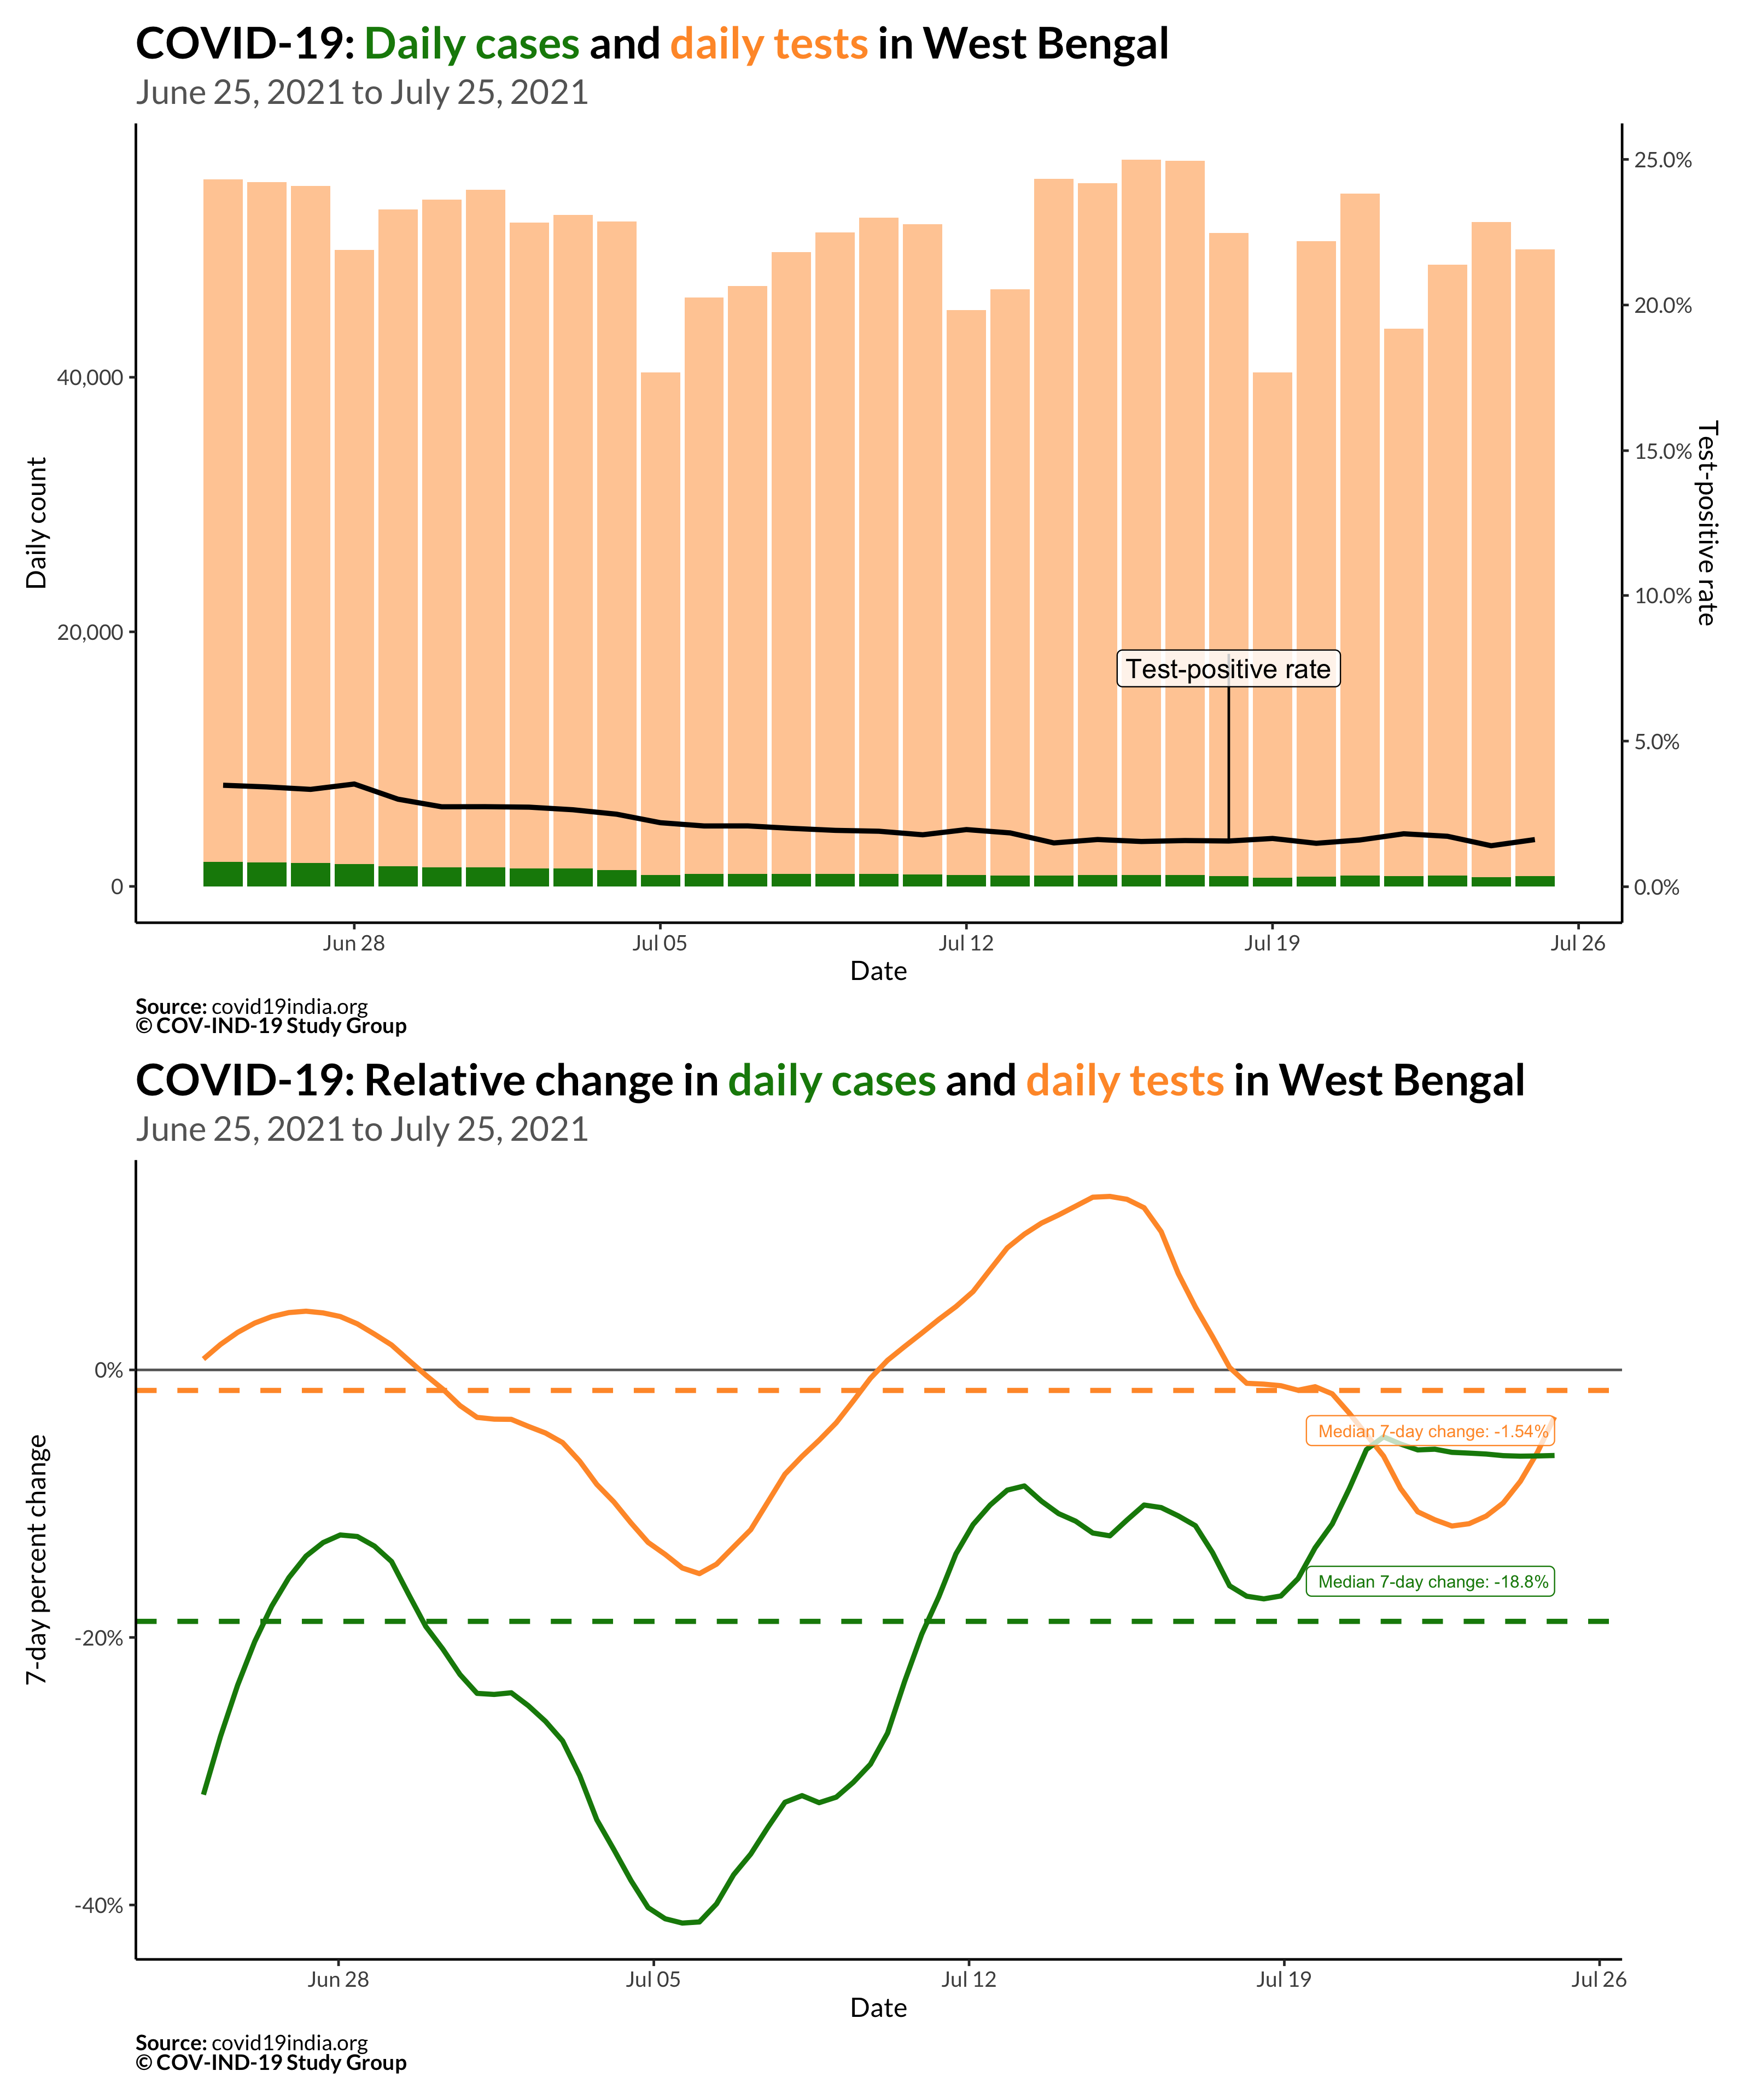 COVID-19: Daily cases and daily tests in West Bengal
June 25, 2021 to July 25, 2021
25.0%
20.0%
40,000
15.0%
Test-positive rate
Daily count
10.0%
20,000
Test-positive rate
5.0%
0
0.0%
Jun 28
Jul 05
Jul 12
Jul 19
Jul 26
Date
Source: covid19india.org
© COV-IND-19 Study Group
COVID-19: Relative change in daily cases and daily tests in West Bengal
June 25, 2021 to July 25, 2021
0%
Median 7-day change: -1.54%
7-day percent change
Median 7-day change: -18.8%
-20%
-40%
Jun 28
Jul 05
Jul 12
Jul 19
Jul 26
Date
Source: covid19india.org
© COV-IND-19 Study Group